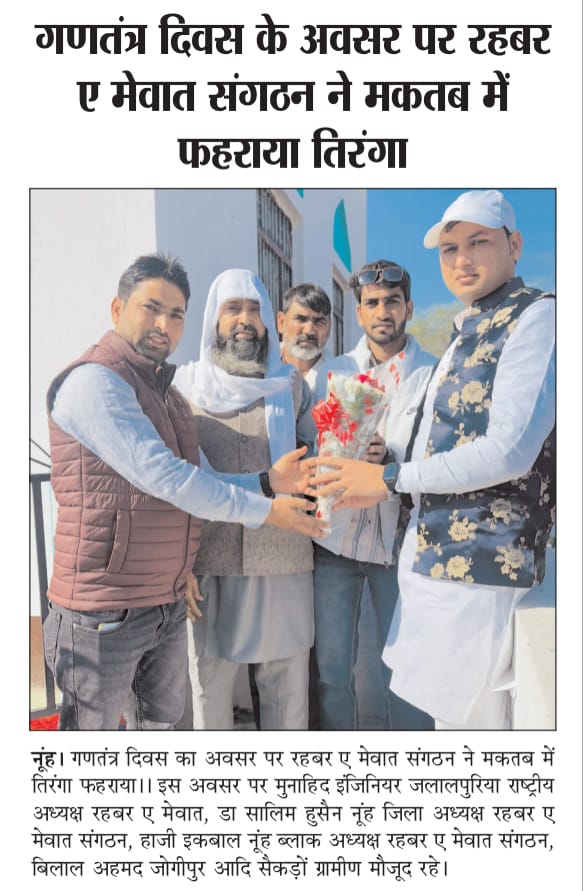 गणतंत्र दिवस के अवसर पर रहबर
ए मेवात संगठन ने मकतब में
फहराया तिरंगा
नूंह। गणतंत्र दिवस का अवसर पर रहबर ए मेवात संगठन ने मकतब में
तिरंगा फहराया।। इस अवसर पर मुनाहिद इंजिनियर जलालपुरिया राष्ट्रीय
अध्यक्ष रहबर ए मेवात, डा सालिम हुसैन नूंह जिला अध्यक्ष रहबर ए
मेवात संगठन, हाजी इकबाल नूंह ब्लाक अध्यक्ष रहबर ए मेवात संगठन,
बिलाल अहमद जोगीपुर आदि सैकड़ों ग्रामीण मौजूद रहे।